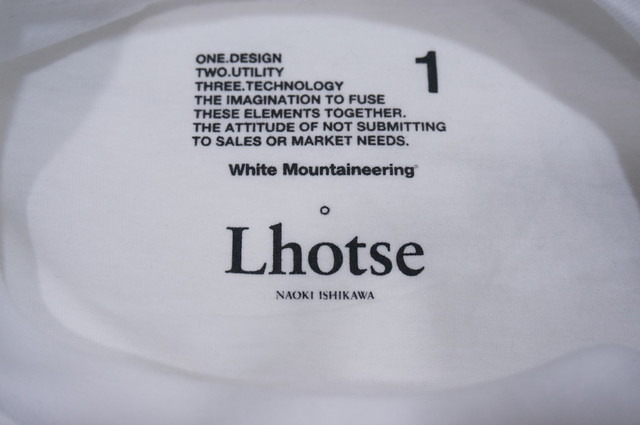 ONE.DESIGN
TWO.UTILITY
THREE.TECHNOLOGY
THE IMAGINATION TO FUSE
THESE ELEMENTS TOGETHER.
THE ATTITUDE OF NOT SUBMITTING
TO SALES OR MARKET NEEDS.
1
White Mountaineering®
Lhotse
NAOKI ISHIKAWA